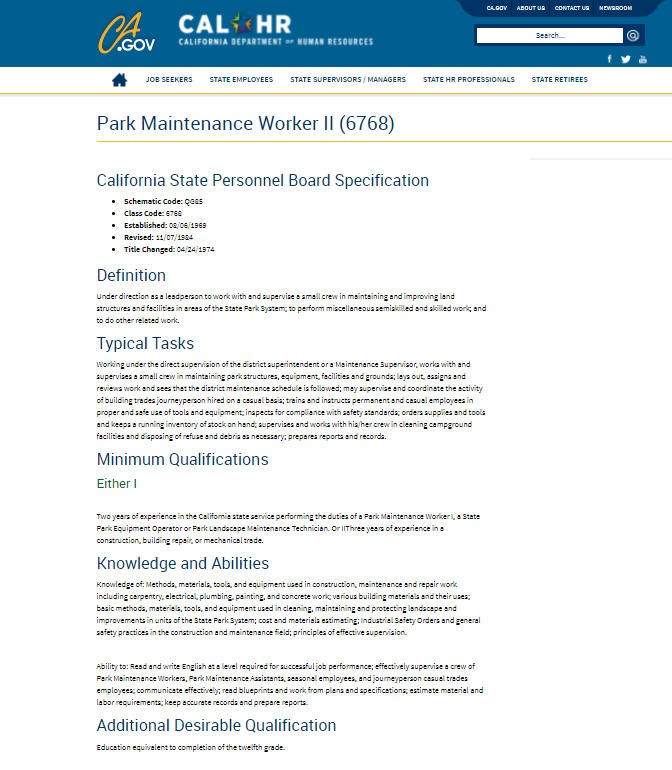 CA.GOV ABOUT US CONTACT US NEWSROOM
CA.GOV
CAL HR
CALIFORNIA DEPARTMENT OF HUMAN RESOURCES
Search...
JOB SEEKERS STATE EMPLOYEES STATE SUPERVISORS / MANAGERS STATE HR PROFESSIONALS STATE RETIREES
Park Maintenance Worker II (6768)
California State Personnel Board Specification
• Schematic Code: QG85
• Class Code: 6768
• Established: 08/06/1969
• Revised: 11/07/1984
• Title Changed: 04/24/1974
Definition
Under direction as a leadperson to work with and supervise a small crew in maintaining and improving land
structures and facilities in areas of the State Park System; to perform miscellaneous semiskilled and skilled work; and
to do other related work.
Typical Tasks
Working under the direct supervision of the district superintendent or a Maintenance Supervisor, works with and
supervises a small crew in maintaining park structures, equipment, facilities and grounds; lays out, assigns and
reviews work and sees that the district maintenance schedule is followed; may supervise and coordinate the activity
of building trades journeyperson hired on a casual basis; trains and instructs permanent and casual employees in
proper and safe use of tools and equipment; inspects for compliance with safety standards; orders supplies and tools
and keeps a running inventory of stock on hand; supervises and works with his/her crew in cleaning campground
facilities and disposing of refuse and debris as necessary; prepares reports and records.
Minimum Qualifications
Either I
Two years of experience in the California state service performing the duties of a Park Maintenance Worker I, a State
Park Equipment Operator or Park Landscape Maintenance Technician. Or IIThree years of experience in a
construction, building repair, or mechanical trade.
Knowledge and Abilities
Knowledge of: Methods, materials, tools, and equipment used in construction, maintenance and repair work
including carpentry, electrical, plumbing, painting, and concrete work; various building materials and their uses;
basic methods, materials, tools, and equipment used in cleaning, maintaining and protecting landscape and
improvements in units of the State Park System; cost and materials estimating; Industrial Safety Orders and general
safety practices in the construction and maintenance field; principles of effective supervision.
Ability to: Read and write English at a level required for successful job performance; effectively supervise a crew of
Park Maintenance Workers, Park Maintenance Assistants, seasonal employees, and journeyperson casual trades
employees; communicate effectively; read blueprints and work from plans and specifications; estimate material and
labor requirements; keep accurate records and prepare reports.
Additional Desirable Qualification
Education equivalent to completion of the twelfth grade.